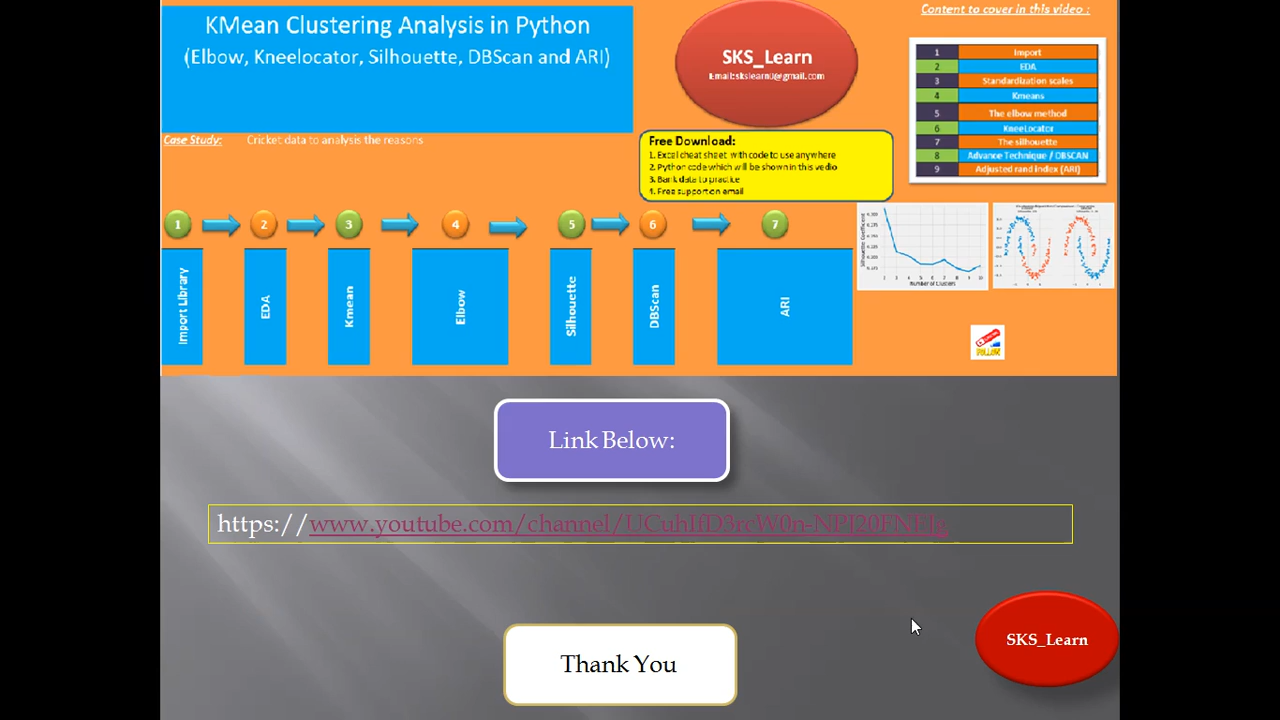 KMean Clustering Analysis in Python
(Elbow, Kneelocator, Silhouette, DBScan and ARI)
SKS_Learn
Content to cover in this video :
1 Import
2 EDA
3 Standardization scales
4 Kmeans
5 The elbow method
6 KneeLocator
7 The silhouette
8 Advance Technique / DBSCAN
9 Adjusted rand index (ARI)
Case Study: Cricket data to analysis the reasons
Free Download:
1. Excel cheat sheet with code to use anywhere
2. Python code which will be shown in this vedio
3. Bank data to practice
4. Free support on email
1 2 3 4 5 6 7
Import Library
EDA
Kmean
Elbow
Silhouette
DBScan
ARI
Silhouette Coefficient
Number of Clusters
FOLLOW
Link Below:
https://www.youtube.com/channel/
SKS_Learn
Thank You